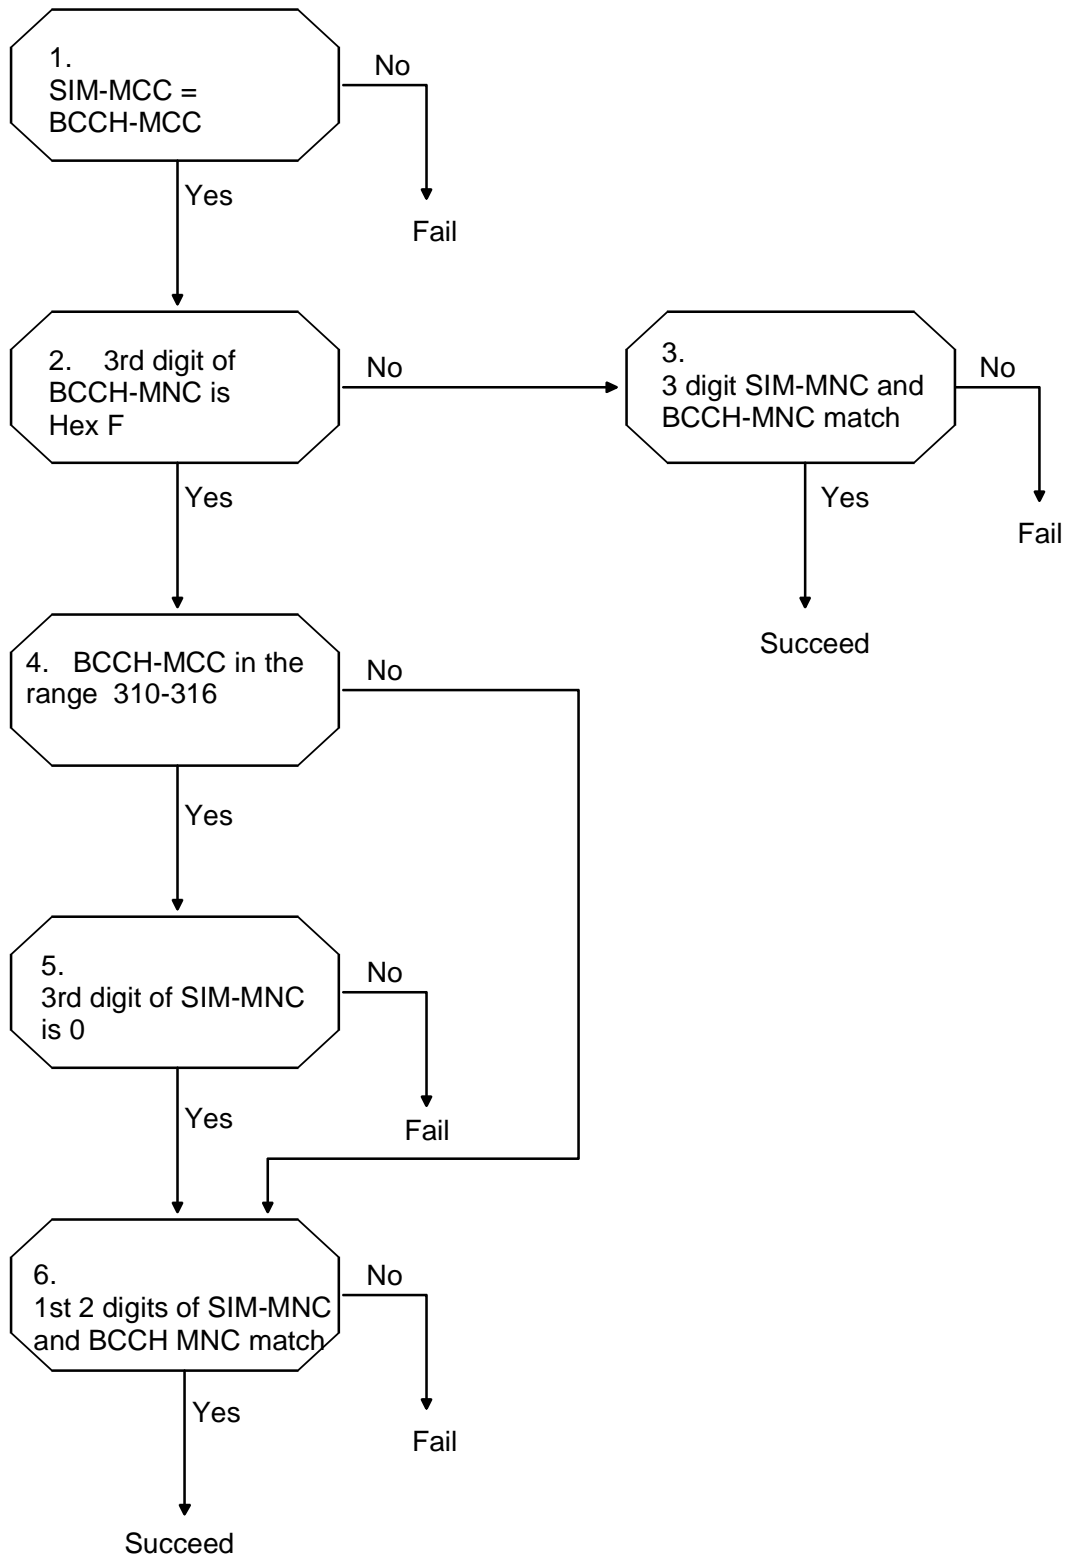 1.
SIM-MCC =
BCCH-MCC
No
Yes
Fail
2. 3rd digit of
BCCH-MNC is
Hex F
No
3.
3 digit SIM-MNC and
BCCH-MNC match
No
Yes
Yes
Fail
Succeed
4. BCCH-MCC in the
range 310-316
No
Yes
5.
3rd digit of SIM-MNC
is 0
No
Yes
Fail
6.
1st 2 digits of SIM-MNC
and BCCH MNC match
No
Yes
Fail
Succeed